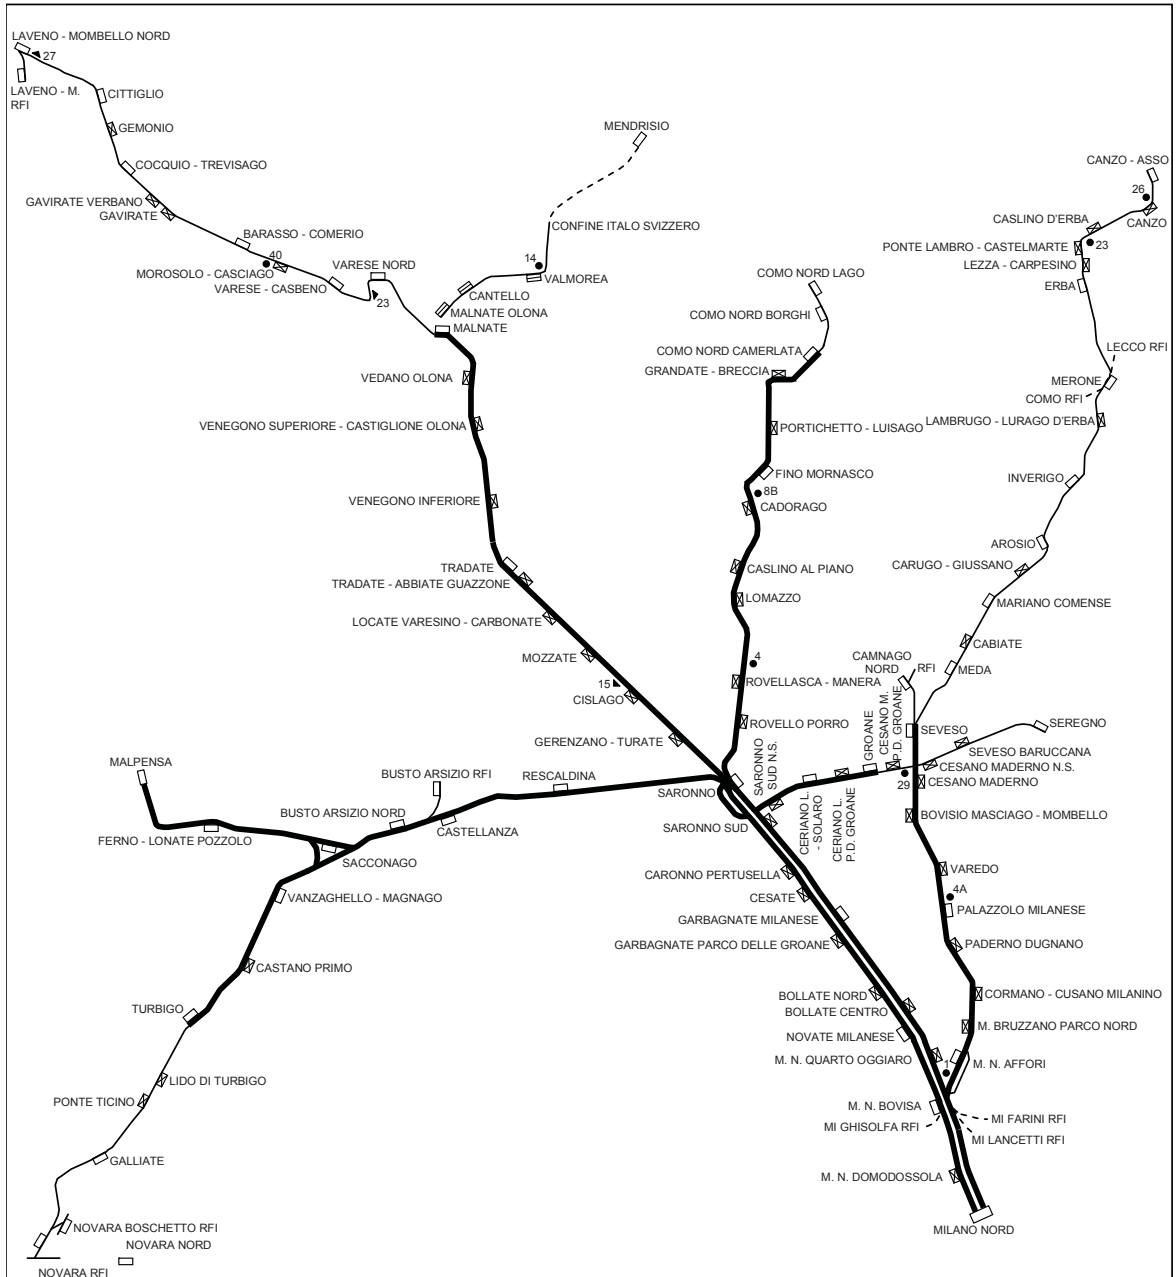 LAVENO - MOMBELLO NORD
27
LAVENO - M.
RFI
CITTIGLIO
GEMONIO
MENDRISIO
COCQUIO - TREVISAGO
CANZO - ASSO
26
GAVIRATE VERBANO
GAVIRATE
CASLINO D'ERBA
CANZO
CONFINE ITALO SVIZZERO
BARASSO - COMERIO
PONTE LAMBRO - CASTELMARTE
23
40
14
MOROSOLO - CASCIAGO
VARESE NORD
LEZZA - CARPESINO
VARESE - CASBENO
VALMOREA
COMO NORD LAGO
ERBA
CANTELLO
23
MALNATE OLONA
COMO NORD BORGHI
MALNATE
LECCO RFI
COMO NORD CAMERLATA
GRANDATE - BRECCIA
MERONE
VEDANO OLONA
COMO RFI
LAMBRUGO - LURAGO D'ERBA
VENEGONO SUPERIORE - CASTIGLIONE OLONA
PORTICHETTO - LUISAGO
FINO MORNASCO
INVERIGO
8B
VENEGONO INFERIORE
CADORAGO
AROSIO
TRADATE
CASLINO AL PIANO
CARUGO - GIUSSANO
TRADATE - ABBIATE GUAZZONE
LOMAZZO
MARIANO COMENSE
LOCATE VARESINO - CARBONATE
CABIATE
MOZZATE
4
CAMNAGO
NORD
RFI
MEDA
15
ROVELLASCA - MANERA
CISLAGO
ROVELLO PORRO
GROANE
CESANO M.
P.D. GROANE
SEVESO
SEREGNO
GERENZANO - TURATE
SARONNO
SUD N.S.
SEVESO BARUCCANA
MALPENSA
CESANO MADERNO N.S.
BUSTO ARSIZIO RFI
RESCALDINA
29
CESANO MADERNO
SARONNO
BUSTO ARSIZIO NORD
BOVISIO MASCIAGO - MOMBELLO
SARONNO SUD
CERIANO L.
- SOLARO
CERIANO L.
P.D. GROANE
FERNO - LONATE POZZOLO
CASTELLANZA
SACCONAGO
VAREDO
CARONNO PERTUSELLA
4A
VANZAGHELLO - MAGNAGO
CESATE
PALAZZOLO MILANESE
GARBAGNATE MILANESE
GARBAGNATE PARCO DELLE GROANE
PADERNO DUGNANO
CASTANO PRIMO
BOLLATE NORD
CORMANO - CUSANO MILANINO
TURBIGO
BOLLATE CENTRO
M. BRUZZANO PARCO NORD
NOVATE MILANESE
M. N. QUARTO OGGIARO
M. N. AFFORI
1
LIDO DI TURBIGO
PONTE TICINO
M. N. BOVISA
MI FARINI RFI
MI GHISOLFA RFI
MI LANCETTI RFI
GALLIATE
M. N. DOMODOSSOLA
NOVARA BOSCHETTO RFI
MILANO NORD
NOVARA NORD
NOVARA RFI